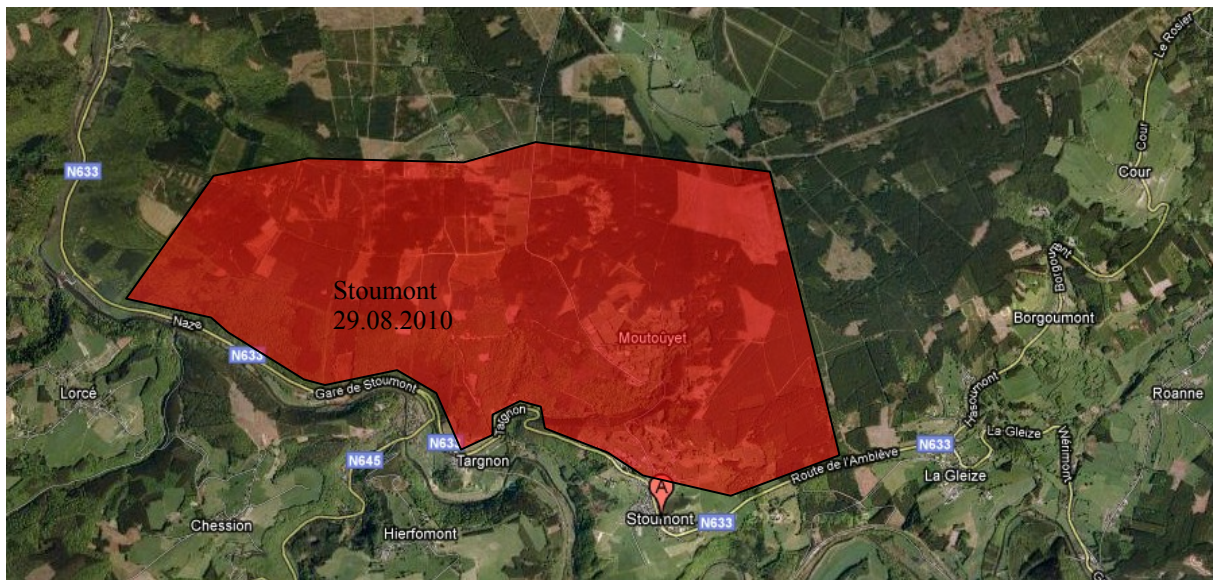 Le Rosier
Cour
N633
Cour
Borgoumont
Stoumont
29.08.2010
Borgoumont
Naze
Moutoûyet
N633
Gare de Stoumont
Lorcé
Roanne
Hasoumont
Targnon
La Gleize
Werimont
N633
N633
N645
Targnon
Route de l'Amblève
La Gleize
A
Chession
Stoumont
N633
Hierfomont